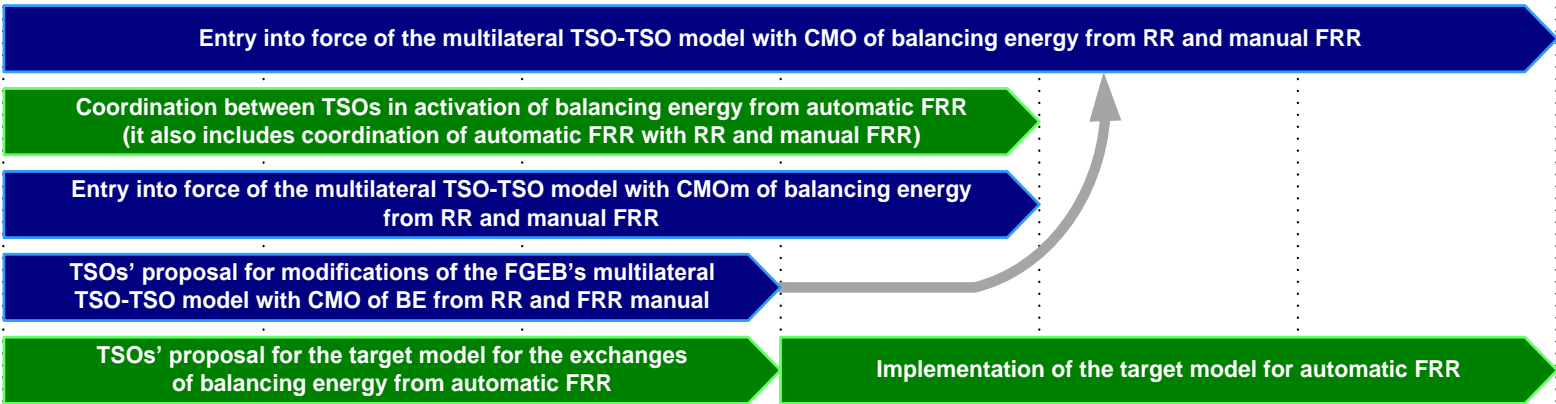 Entry into force of the multilateral TSO-TSO model with CMO of balancing energy from RR and manual FRR
Coordination between TSOs in activation of balancing energy from automatic FRR
(it also includes coordination of automatic FRR with RR and manual FRR)
Entry into force of the multilateral TSO-TSO model with CMOm of balancing energy
from RR and manual FRR
TSOs’ proposal for modifications of the FGEB’s multilateral
TSO-TSO model with CMO of BE from RR and FRR manual
TSOs’ proposal for the target model for the exchanges
of balancing energy from automatic FRR
Implementation of the target model for automatic FRR